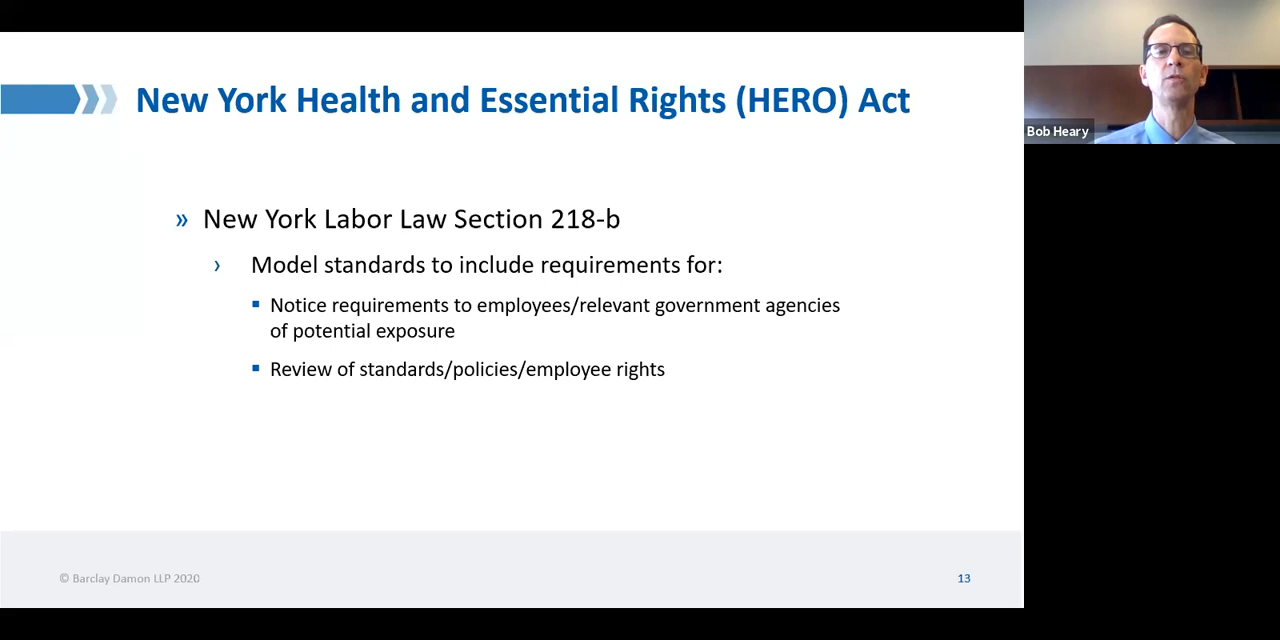 New York Health and Essential Rights (HERO) Act
Bob Heary
» New York Labor Law Section 218-b
› Model standards to include requirements for:
▪ Notice requirements to employees/relevant government agencies
of potential exposure
▪ Review of standards/policies/employee rights
© Barclay Damon LLP 2020
13